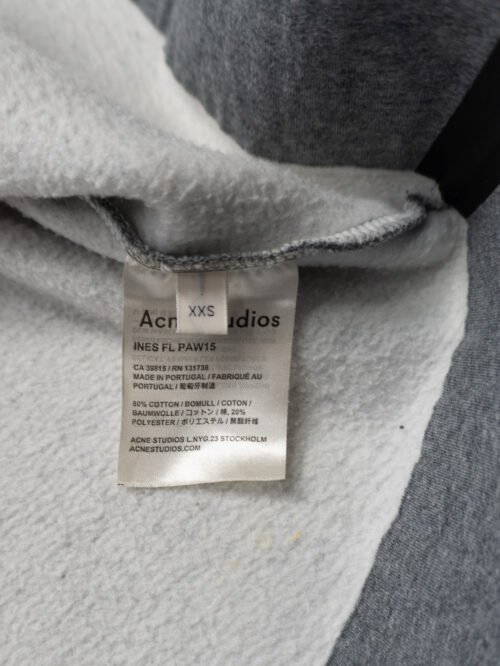 XXS
Acne Studios
INES FL PAW15
CA 39815 / RN 131738
MADE IN PORTUGAL / FABRIQUÉ AU
PORTUGAL / 葡萄牙制造
80% COTTON / BOMULL / COTON /
BAUMWOLLE / コットン / 棉, 20%
POLYESTER / ポリエステル / 聚酯纤维
ACNE STUDIOS L.NYG.23 STOCKHOLM
ACNESTUDIOS.COM